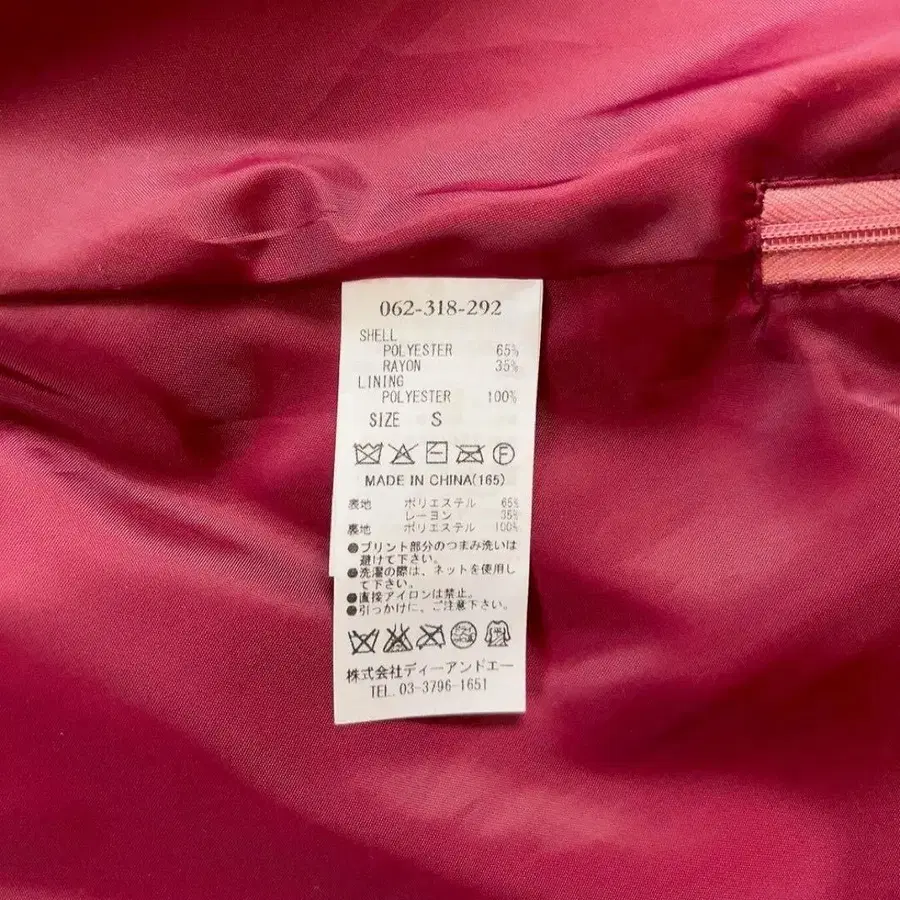 062-318-292
SHELL
POLYESTER 65%
RAYON 35%
LINING
POLYESTER 100%
SIZE S
F
MADE IN CHINA(165)
表地 ポリエステル 65%
レーヨン 35%
裏地 ポリエステル 100%
●プリント部分のつまみ洗いは
避けて下さい。
●洗濯の際は、ネットを使用し
て下さい。
●直接アイロンは禁止。
●引っかけに、ご注意下さい。
株式会社ディーアンドエー
TEL. 03-3796-1651